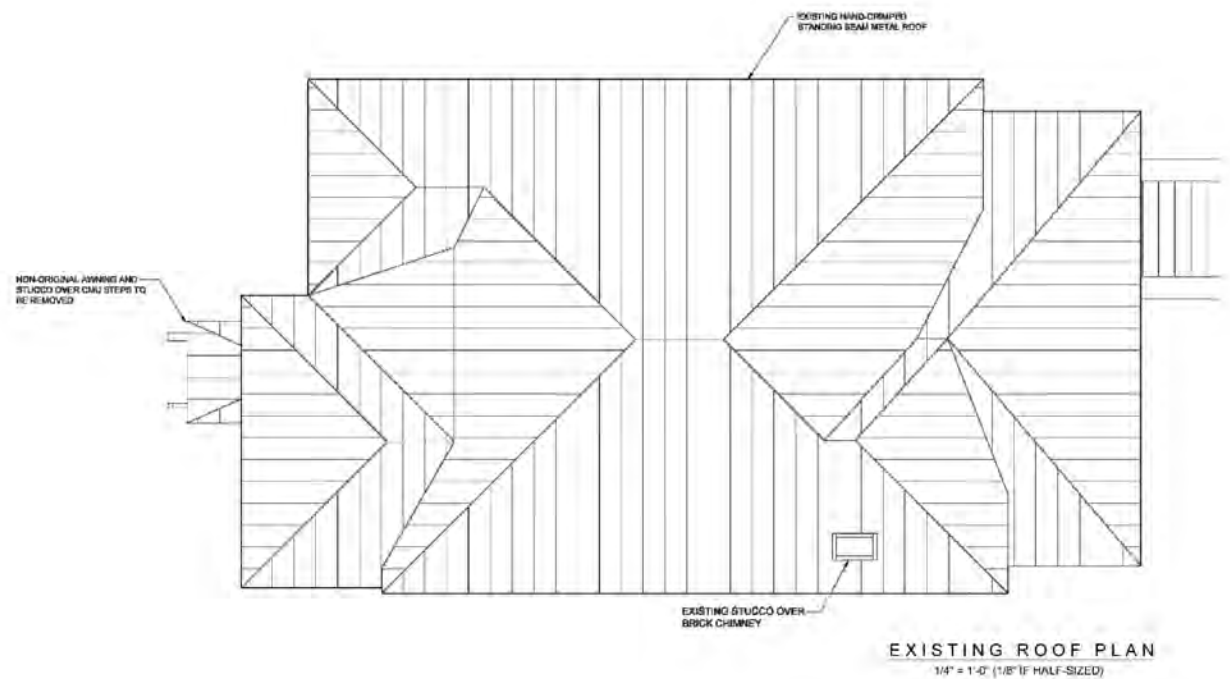 EXISTING HAND-CRIMPED
STANDING SEAM METAL ROOF
NON-ORIGINAL AWNING AND
STUCCO OVER CMU STEPS TO
BE REMOVED
EXISTING STUCCO OVER
BRICK CHIMNEY
EXISTING ROOF PLAN
1/4" = 1'-0" (1/8" IF HALF-SIZED)